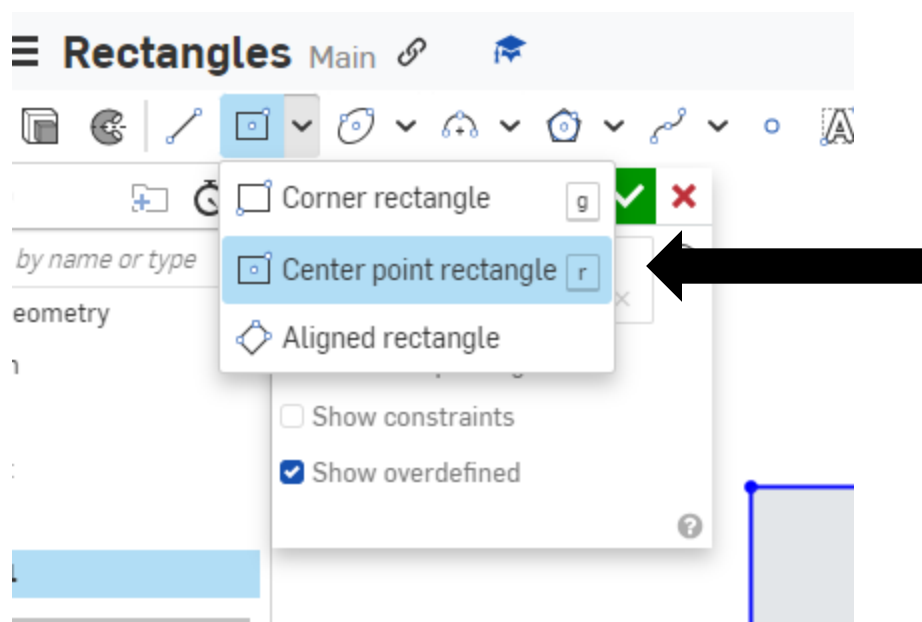 Rectangles Main
A
Corner rectangle g
by name or type
Center point rectangle r
eometry
Aligned rectangle
Show constraints
Show overdefined